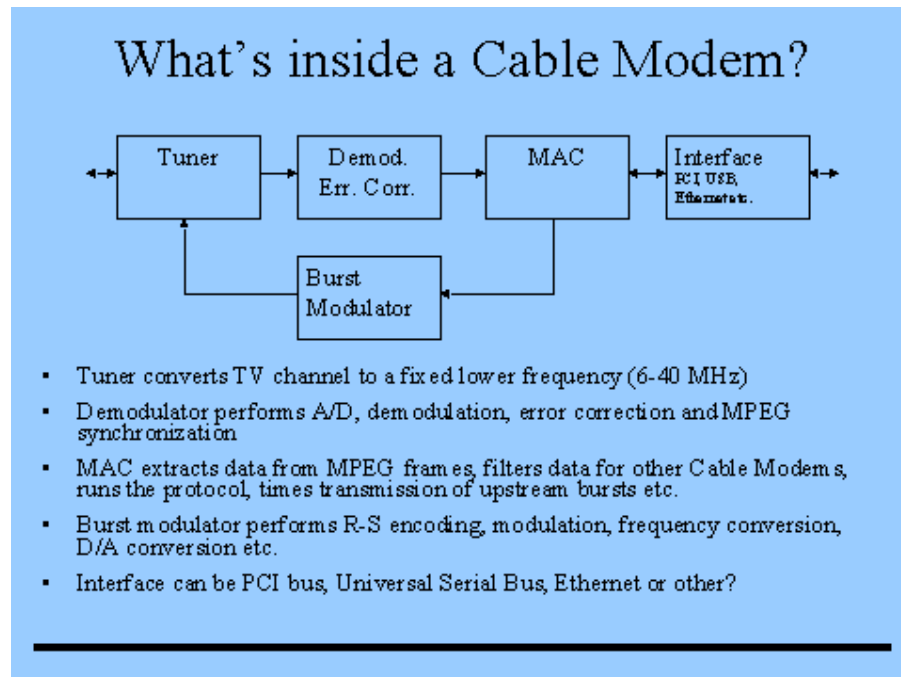 What's inside a Cable Modem?
Tuner
Demod.
Err. Corr.
MAC
Interface
PCI, USB,
Ethernet etc.
Burst
Modulator
▪ Tuner converts TV channel to a fixed lower frequency (6-40 MHz)
▪ Demodulator performs A/D, demodulation, error correction and MPEG
synchronization
▪ MAC extracts data from MPEG frames, filters data for other Cable Modems,
runs the protocol, times transmission of upstream bursts etc.
▪ Burst modulator performs R-S encoding, modulation, frequency conversion,
D/A conversion etc.
▪ Interface can be PCI bus, Universal Serial Bus, Ethernet or other?